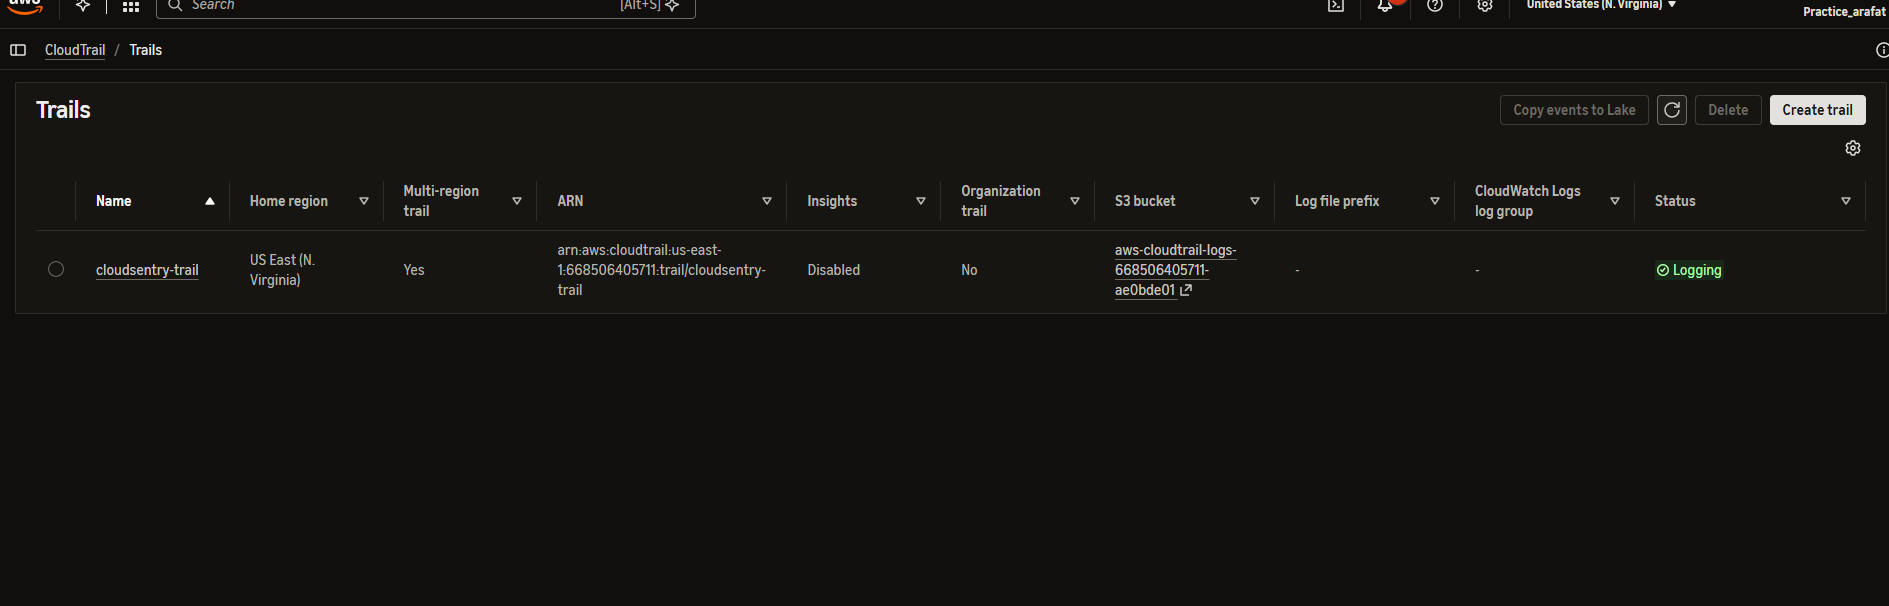 aws
Search
[Alt+S]
United States (N. Virginia)
Practice_arafat
CloudTrail / Trails
Trails
Copy events to Lake
Delete
Create trail
Name
Home region
Multi-region
trail
ARN
Insights
Organization
trail
S3 bucket
Log file prefix
CloudWatch Logs
log group
Status
cloudsentry-trail
US East (N.
Virginia)
Yes
arn:aws:cloudtrail:us-east-
1:668506405711:trail/cloudsentry-
trail
Disabled
No
aws-cloudtrail-logs-
668506405711-
ae0bde01
-
-
Logging